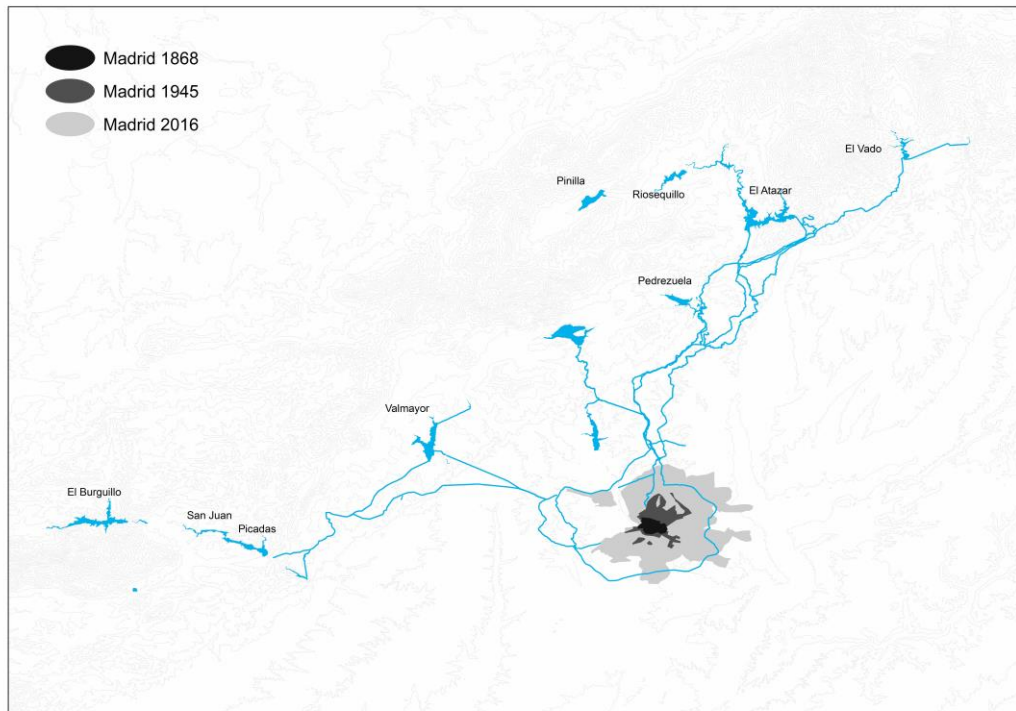 Madrid 1868
Madrid 1945
Madrid 2016
El Vado
Pinilla
Riosequillo
El Atazar
Pedrezuela
Valmayor
El Burguillo
San Juan
Picadas